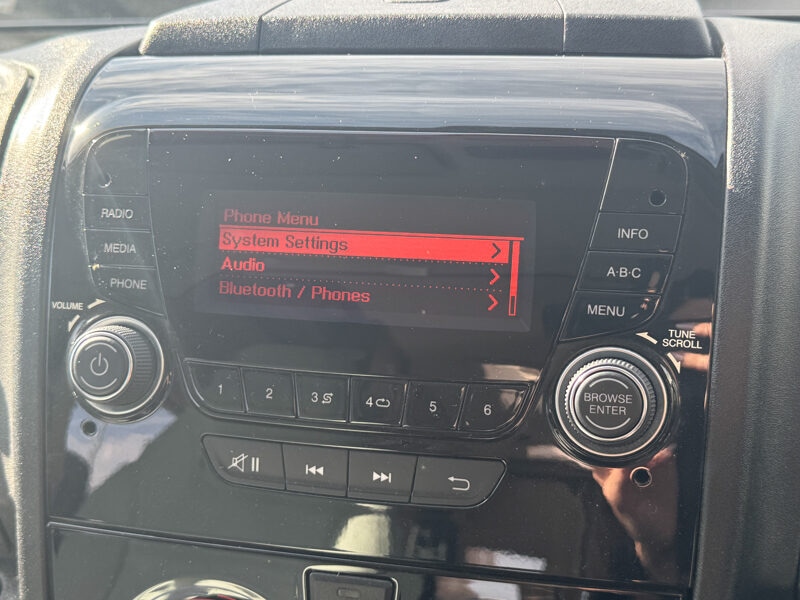 Phone Menu
System Settings
Audio
Bluetooth / Phones
RADIO
MEDIA
PHONE
VOLUME
INFO
A·B·C
MENU
TUNE
SCROLL
BROWSE
ENTER
1 2 3 4 5 6